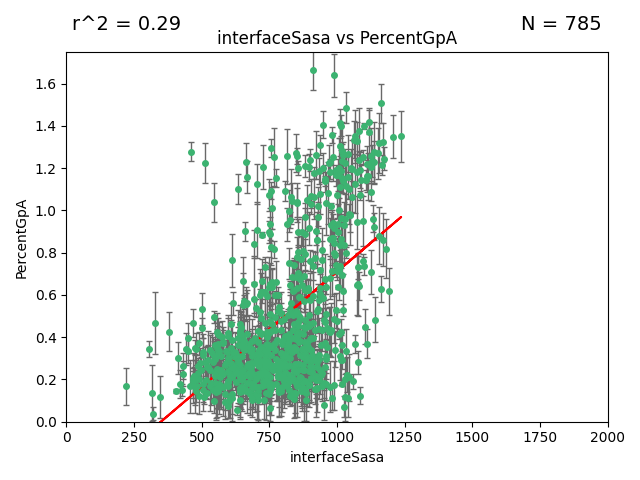 r^2 = 0.29
N = 785
interfaceSasa vs PercentGpA
1.6
1.4
1.2
1.0
0.8
0.6
0.4
0.2
0.0
PercentGpA
0 250 500 750 1000 1250 1500 1750 2000
interfaceSasa